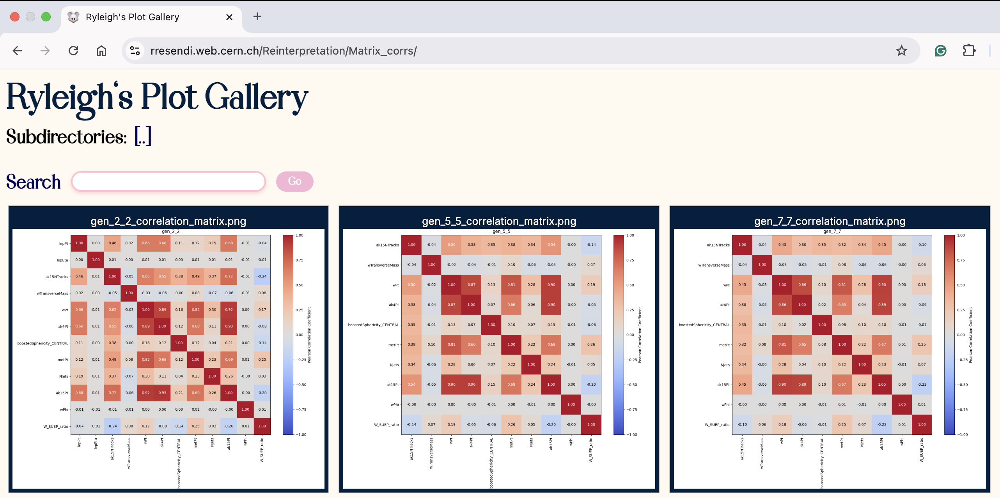 Ryleigh's Plot Gallery
rresendi.web.cern.ch/Reinterpretation/Matrix_corrs/
Ryleigh‘s Plot Gallery
Subdirectories: [..]
Search Go
gen_2_2_correlation_matrix.png
gen_2_2
lepPt 1.00 0.00 0.46 0.02 0.66 0.66 0.11 0.12 0.19 0.68 -0.01 -0.04
lepEta 0.00 1.00 0.01 0.00 0.01 0.01 0.00 0.01 0.01 0.01 -0.01 -0.01
ak15NTracks 0.46 0.01 1.00 -0.05 0.65 0.55 0.38 0.49 0.37 0.72 -0.01 -0.24
wTransverseMass 0.02 0.00 -0.05 1.00 -0.03 -0.06 -0.00 0.08 -0.07 -0.06 -0.01 0.08
wPt 0.66 0.01 0.65 -0.03 1.00 0.89 0.16 0.82 0.30 0.92 0.00 0.17
ak4Pt 0.66 0.01 0.55 -0.06 0.89 1.00 0.12 0.68 0.11 0.93 0.00 -0.08
boostedSphericity_CENTRAL 0.11 0.00 0.38 -0.00 0.16 0.12 1.00 0.12 0.04 0.21 0.00 -0.14
metPt 0.12 0.01 0.49 0.08 0.82 0.68 0.12 1.00 0.23 0.69 0.01 0.25
NJets 0.19 0.01 0.37 -0.07 0.30 0.11 0.04 0.23 1.00 0.26 -0.00 0.03
ak15Pt 0.68 0.01 0.72 -0.06 0.92 0.93 0.21 0.69 0.26 1.00 -0.00 -0.20
wPhi -0.01 -0.01 -0.01 -0.01 0.00 0.00 0.00 0.01 -0.00 -0.00 1.00 0.01
W_SUEP_ratio -0.04 -0.01 -0.24 0.08 0.17 -0.08 -0.14 0.25 0.03 -0.20 0.01 1.00
lepPt lepEta ak15NTracks wTransverseMass wPt ak4Pt boostedSphericity_CENTRAL metPt NJets ak15Pt wPhi W_SUEP_ratio
1.00
0.75
0.50
0.25
0.00
−0.25
−0.50
−0.75
−1.00
Pearson Correlation Coefficient
gen_5_5_correlation_matrix.png
gen_5_5
ak15NTracks 1.00 -0.04 0.50 0.38 0.35 0.38 0.34 0.54 -0.00 -0.14
wTransverseMass -0.04 1.00 -0.02 -0.04 -0.01 0.10 -0.06 -0.05 -0.00 0.07
wPt 0.50 -0.02 1.00 0.87 0.13 0.81 0.28 0.90 0.00 0.19
ak4Pt 0.38 -0.04 0.87 1.00 0.07 0.66 0.06 0.90 -0.00 -0.05
boostedSphericity_CENTRAL 0.35 -0.01 0.13 0.07 1.00 0.10 0.07 0.15 -0.01 -0.06
metPt 0.38 0.10 0.81 0.66 0.10 1.00 0.22 0.68 0.00 0.26
NJets 0.34 -0.06 0.28 0.06 0.07 0.22 1.00 0.24 -0.01 0.05
ak15Pt 0.54 -0.05 0.90 0.90 0.15 0.68 0.24 1.00 0.00 -0.20
wPhi -0.00 -0.00 0.00 -0.00 -0.01 0.00 -0.01 0.00 1.00 -0.00
W_SUEP_ratio -0.14 0.07 0.19 -0.05 -0.06 0.26 0.05 -0.20 -0.00 1.00
ak15NTracks wTransverseMass wPt ak4Pt boostedSphericity_CENTRAL metPt NJets ak15Pt wPhi W_SUEP_ratio
1.00
0.75
0.50
0.25
0.00
−0.25
−0.50
−0.75
−1.00
Pearson Correlation Coefficient
gen_7_7_correlation_matrix.png
gen_7_7
ak15NTracks 1.00 -0.04 0.43 0.30 0.35 0.32 0.34 0.45 -0.00 -0.10
wTransverseMass -0.04 1.00 -0.03 -0.05 -0.01 0.08 -0.06 -0.06 -0.00 0.06
wPt 0.43 -0.03 1.00 0.86 0.10 0.81 0.28 0.90 0.00 0.18
ak4Pt 0.30 -0.05 0.86 1.00 0.02 0.65 0.04 0.89 0.00 -0.06
boostedSphericity_CENTRAL 0.35 -0.01 0.10 0.02 1.00 0.08 0.10 0.10 -0.01 -0.01
metPt 0.32 0.08 0.81 0.65 0.08 1.00 0.22 0.67 0.01 0.25
NJets 0.34 -0.06 0.28 0.04 0.10 0.22 1.00 0.23 -0.01 0.07
ak15Pt 0.45 -0.06 0.90 0.89 0.10 0.67 0.23 1.00 0.00 -0.22
wPhi -0.00 -0.00 0.00 0.00 -0.01 0.01 -0.01 0.00 1.00 0.01
W_SUEP_ratio -0.10 0.06 0.18 -0.06 -0.01 0.25 0.07 -0.22 0.01 1.00
ak15NTracks wTransverseMass wPt ak4Pt boostedSphericity_CENTRAL metPt NJets ak15Pt wPhi W_SUEP_ratio
1.00
0.75
0.50
0.25
0.00
−0.25
−0.50
−0.75
−1.00
Pearson Correlation Coefficient